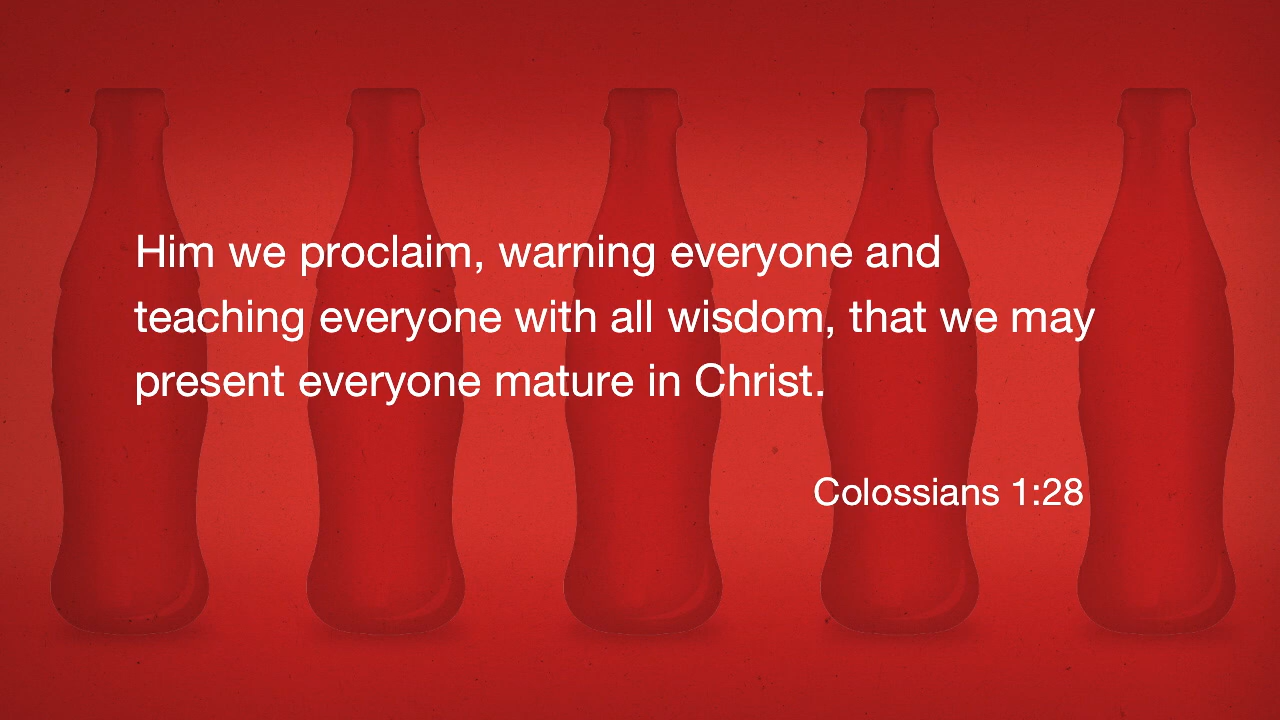 Him we proclaim, warning everyone and
teaching everyone with all wisdom, that we may
present everyone mature in Christ.
Colossians 1:28